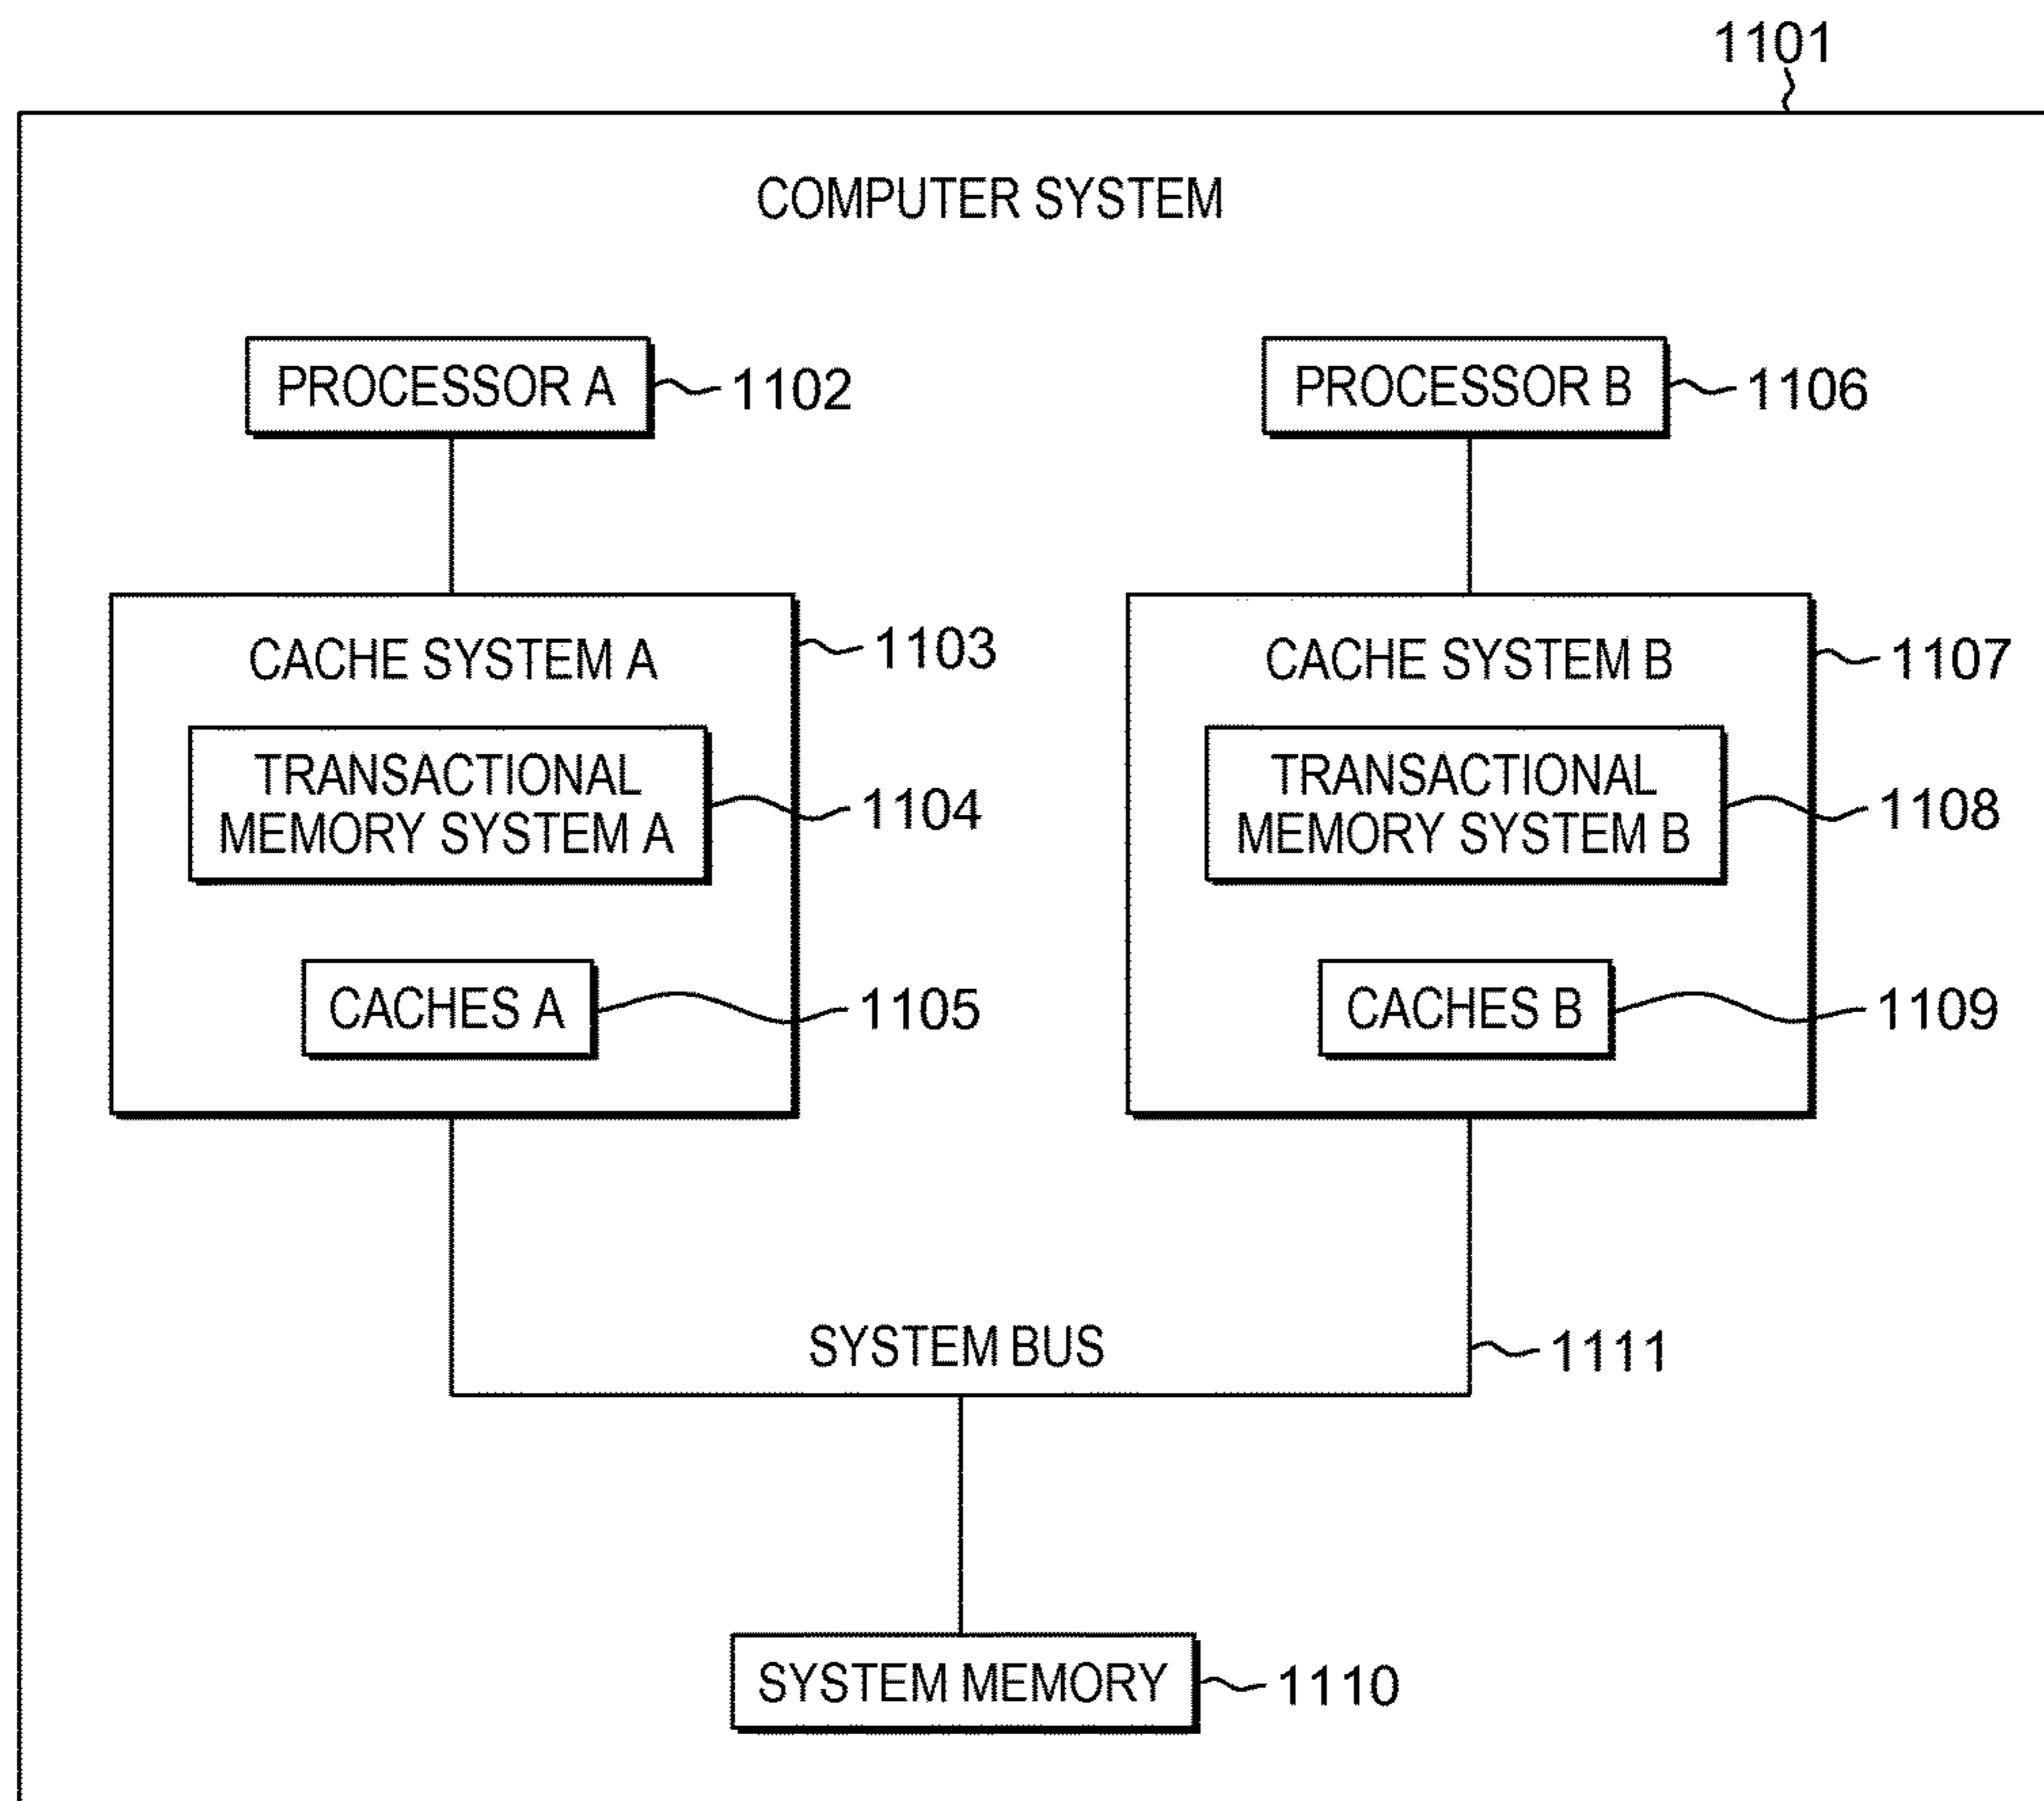 1101
COMPUTER SYSTEM
PROCESSOR A
1102
PROCESSOR B
1106
CACHE SYSTEM A
1103
TRANSACTIONAL
MEMORY SYSTEM A
1104
CACHES A
1105
CACHE SYSTEM B
1107
TRANSACTIONAL
MEMORY SYSTEM B
1108
CACHES B
1109
SYSTEM BUS
1111
SYSTEM MEMORY
1110